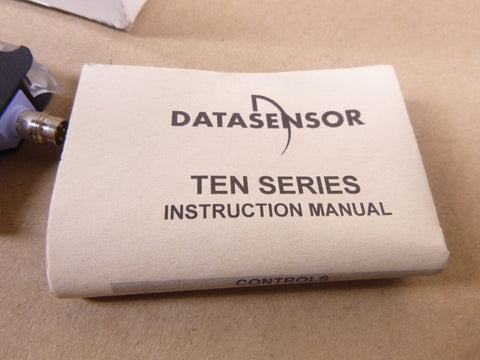 DATASENSOR
TEN SERIES
INSTRUCTION MANUAL
CONTROLS